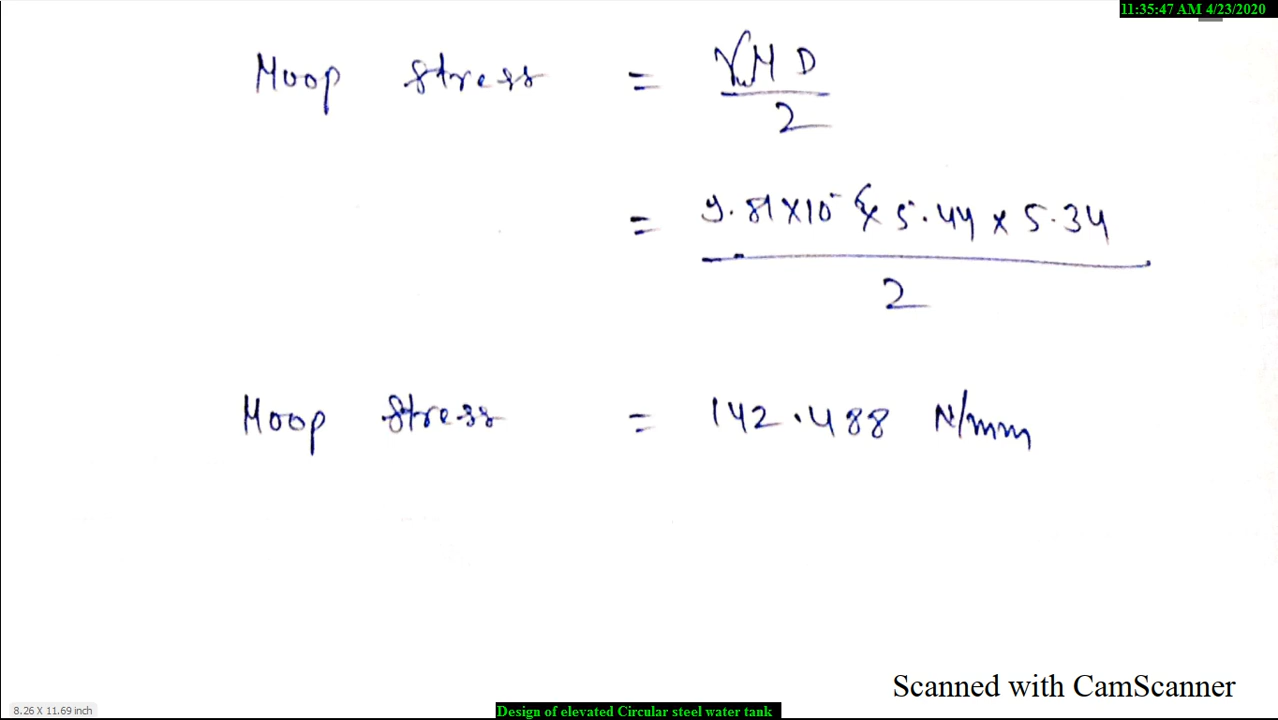 11:35:47 AM 4/23/2020
Hoop stress = γw H D / 2
= 9.81 × 10⁻⁶ × 5.44 × 5.34 / 2
Hoop stress = 142.488 N/mm
Scanned with CamScanner
8.26 X 11.69 inch
Design of elevated Circular steel water tank